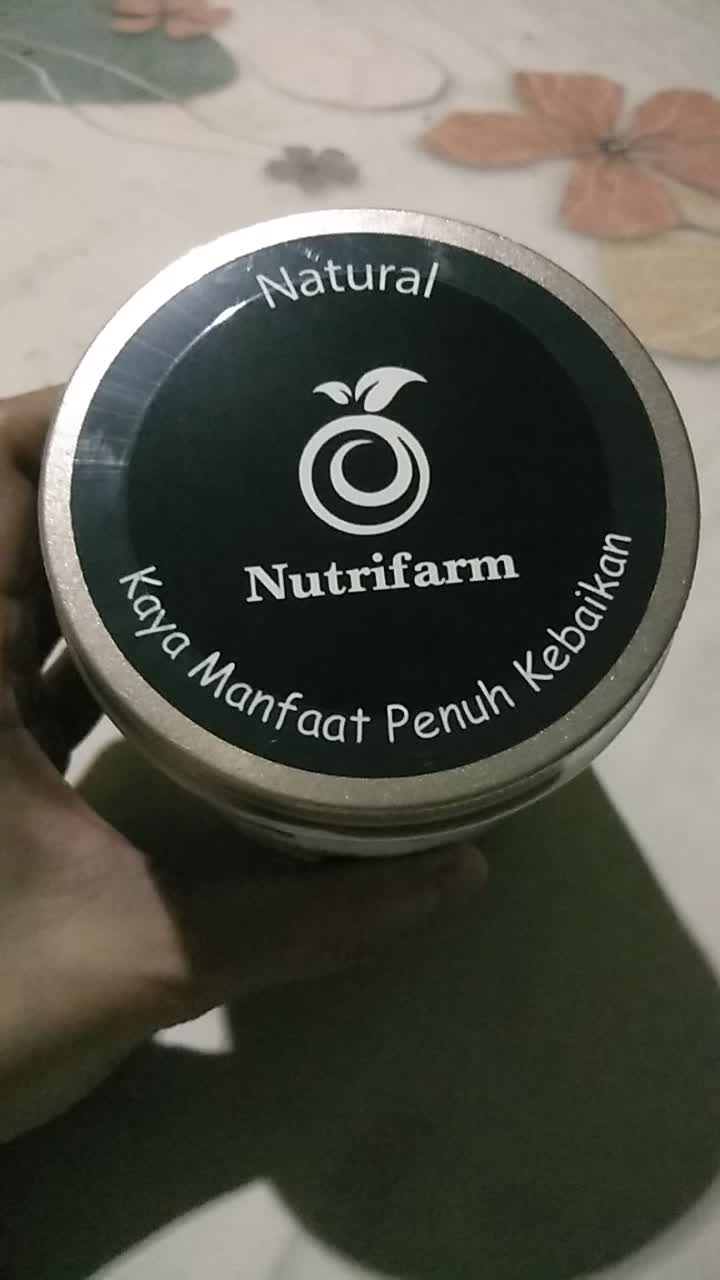 Natural
Nutrifarm
Kaya Manfaat Penuh Kebaikan